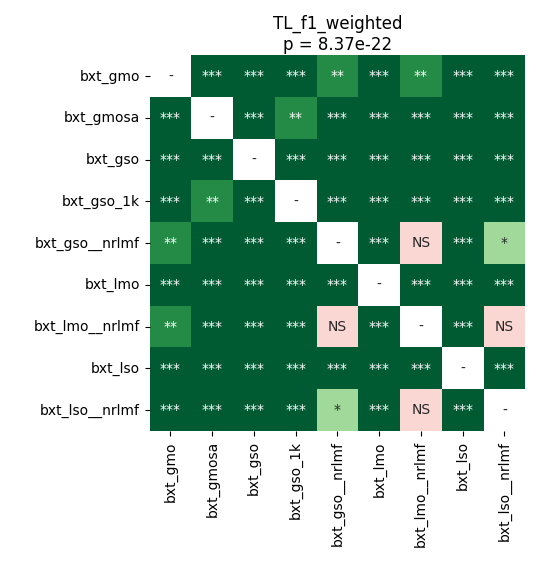 TL_f1_weighted
p = 8.37e-22
bxt_gmo - *** *** *** ** *** ** *** ***
bxt_gmosa *** - *** ** *** *** *** *** ***
bxt_gso *** *** - *** *** *** *** *** ***
bxt_gso_1k *** ** *** - *** *** *** *** ***
bxt_gso__nrlmf ** *** *** *** - *** NS *** *
bxt_lmo *** *** *** *** *** - *** *** ***
bxt_lmo__nrlmf ** *** *** *** NS *** - *** NS
bxt_lso *** *** *** *** *** *** *** - ***
bxt_lso__nrlmf *** *** *** *** * *** NS *** -
bxt_gmo
bxt_gmosa
bxt_gso
bxt_gso_1k
bxt_gso__nrlmf
bxt_lmo
bxt_lmo__nrlmf
bxt_lso
bxt_lso__nrlmf